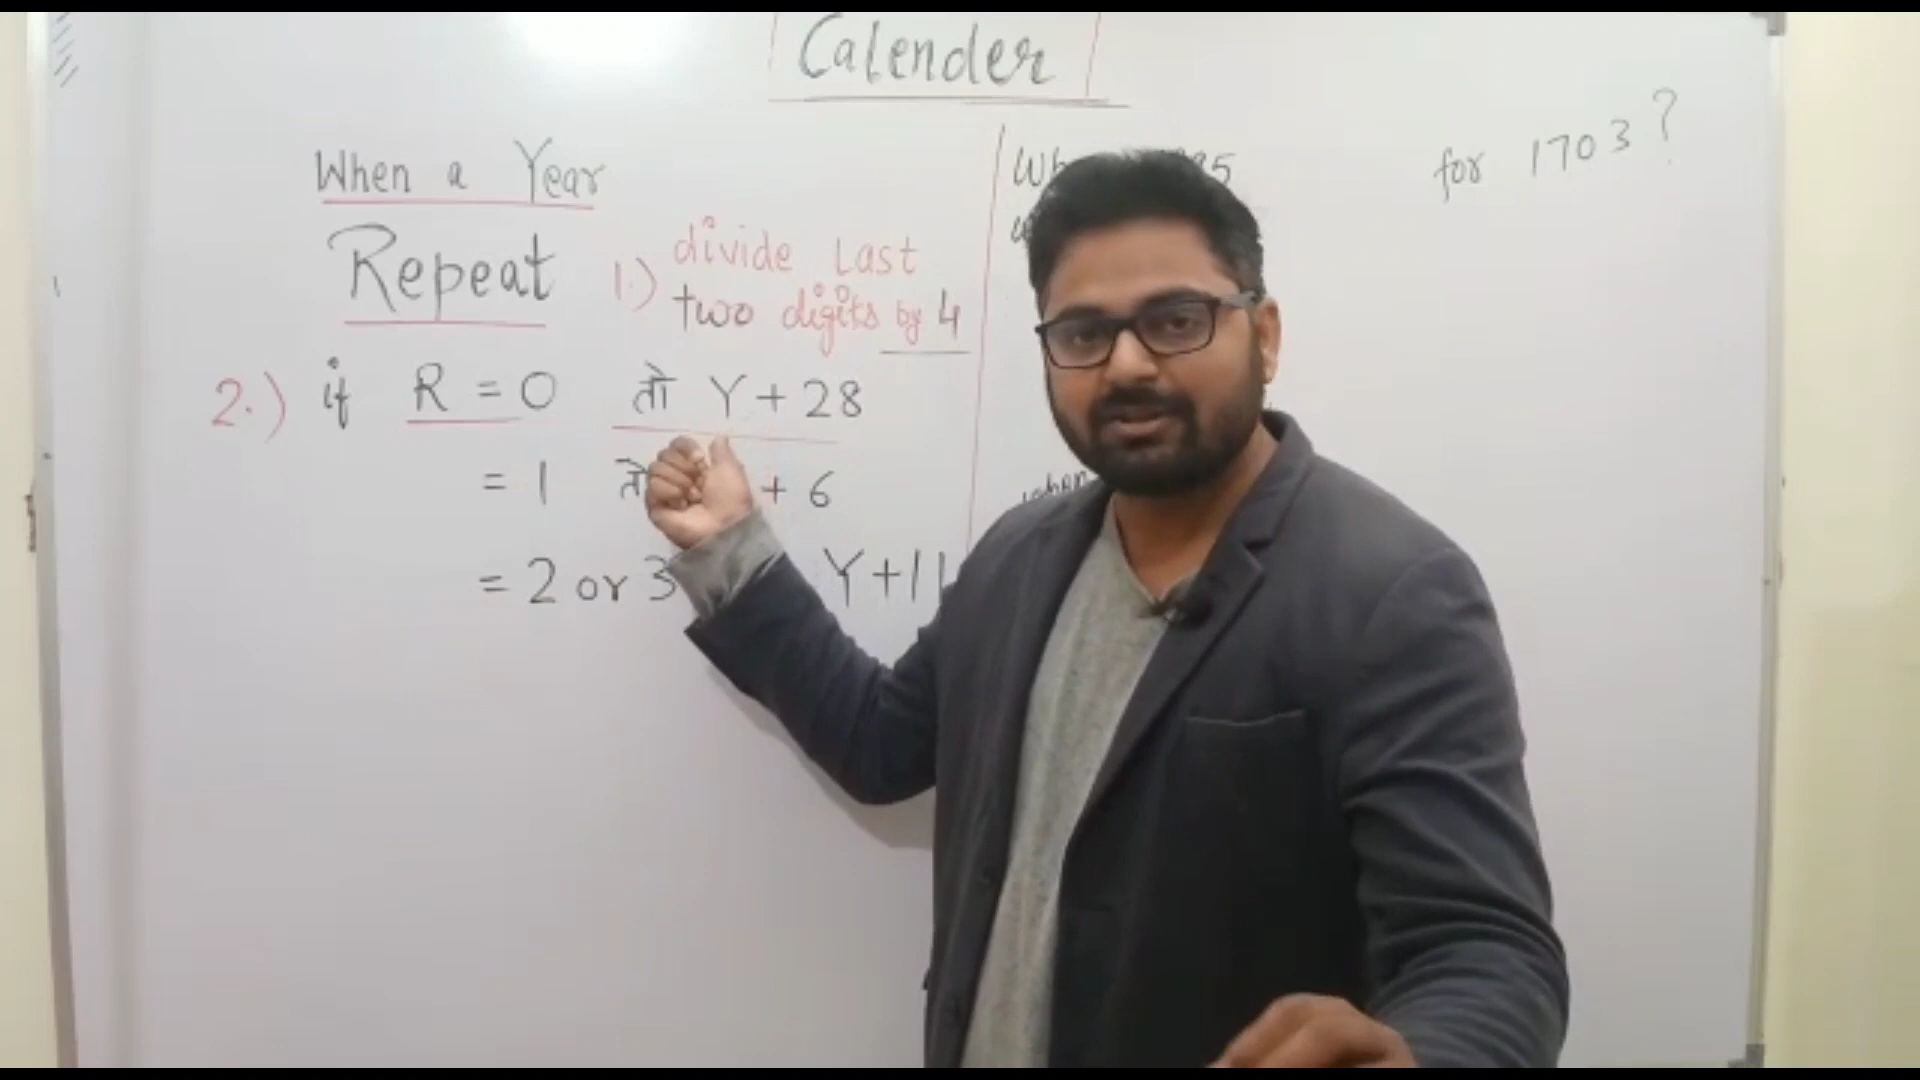 Calender
When a Year
Repeat
1.) divide Last
two digits by 4
2.) if R = 0 तो Y + 28
= 1 + 6
= 2 or 3 Y + 11
for 1703 ?